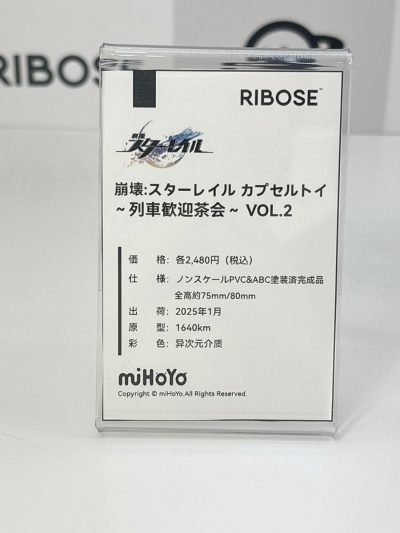 RIBOSE
RIBOSE™
崩壊
スターレイル
崩壊:スターレイル カプセルトイ
~列車歓迎茶会~ VOL.2
価 格: 各2,480円（税込）
仕 様: ノンスケールPVC&ABC塗装済完成品
全高約75mm/80mm
出 荷: 2025年1月
原 型: 1640km
彩 色: 异次元介质
miHoYo
Copyright © miHoYo.All Rights Reserved.